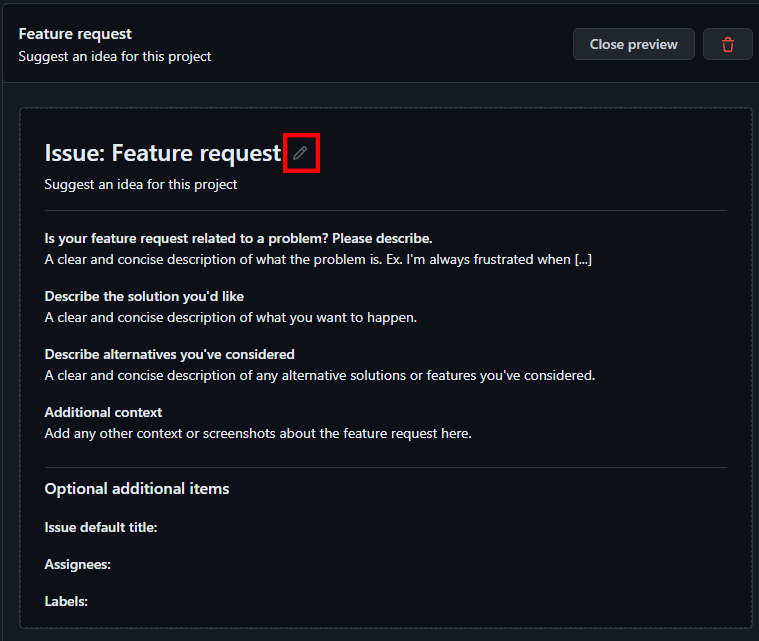 Feature request
Suggest an idea for this project
Close preview
Issue: Feature request
Suggest an idea for this project
Is your feature request related to a problem? Please describe.
A clear and concise description of what the problem is. Ex. I'm always frustrated when [...]
Describe the solution you'd like
A clear and concise description of what you want to happen.
Describe alternatives you've considered
A clear and concise description of any alternative solutions or features you've considered.
Additional context
Add any other context or screenshots about the feature request here.
Optional additional items
Issue default title:
Assignees:
Labels: